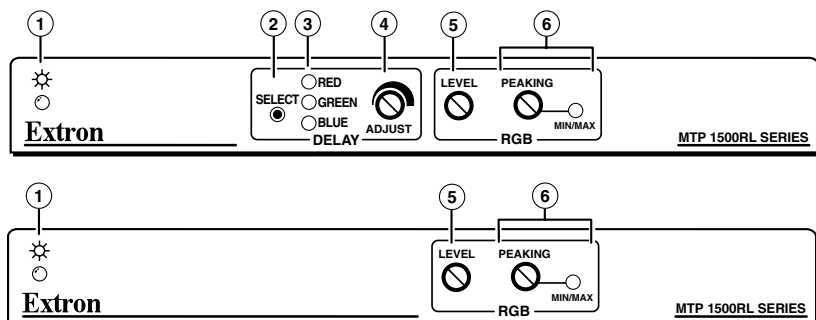 1 2 3 4 5 6
RED
SELECT GREEN
BLUE
DELAY
ADJUST
LEVEL PEAKING
MIN/MAX
RGB
Extron
MTP 1500RL SERIES
1 5 6
LEVEL PEAKING
MIN/MAX
RGB
Extron
MTP 1500RL SERIES